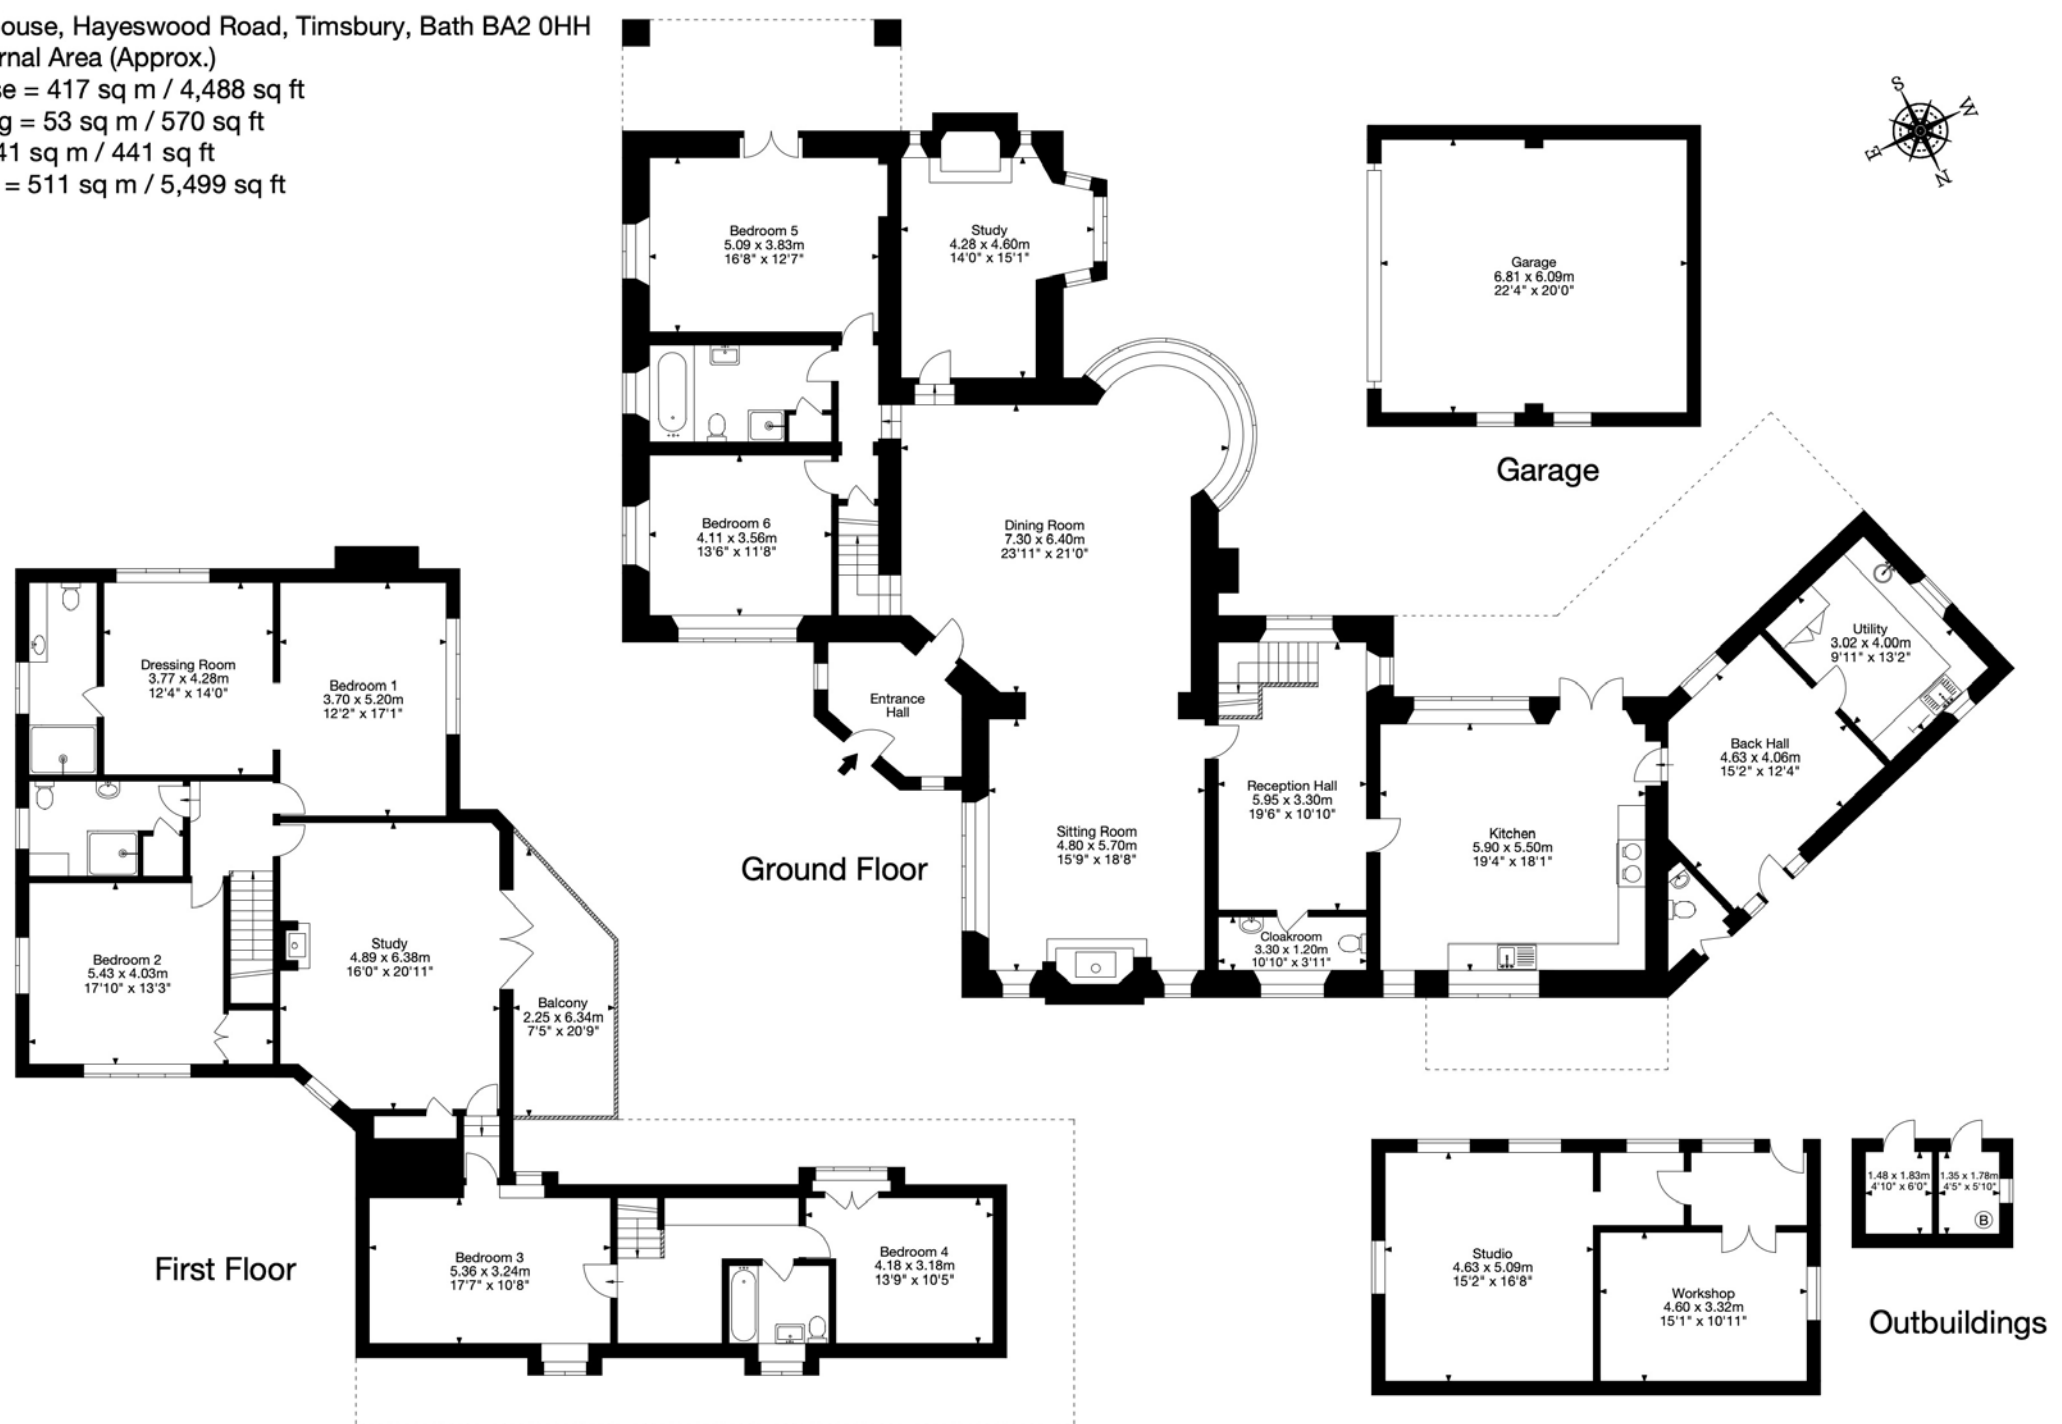 ouse, Hayeswood Road, Timsbury, Bath BA2 0HH
rnal Area (Approx.)
se = 417 sq m / 4,488 sq ft
g = 53 sq m / 570 sq ft
41 sq m / 441 sq ft
= 511 sq m / 5,499 sq ft
S
W
E
N
Bedroom 5
5.09 x 3.83m
16'8" x 12'7"
Study
4.28 x 4.60m
14'0" x 15'1"
Garage
6.81 x 6.09m
22'4" x 20'0"
Garage
Bedroom 6
4.11 x 3.56m
13'6" x 11'8"
Dining Room
7.30 x 6.40m
23'11" x 21'0"
Entrance
Hall
Utility
3.02 x 4.00m
9'11" x 13'2"
Back Hall
4.63 x 4.06m
15'2" x 12'4"
Reception Hall
5.95 x 3.30m
19'6" x 10'10"
Sitting Room
4.80 x 5.70m
15'9" x 18'8"
Kitchen
5.90 x 5.50m
19'4" x 18'1"
Cloakroom
3.30 x 1.20m
10'10" x 3'11"
Ground Floor
Dressing Room
3.77 x 4.28m
12'4" x 14'0"
Bedroom 1
3.70 x 5.20m
12'2" x 17'1"
Bedroom 2
5.43 x 4.03m
17'10" x 13'3"
Study
4.89 x 6.38m
16'0" x 20'11"
Balcony
2.25 x 6.34m
7'5" x 20'9"
First Floor
Bedroom 3
5.36 x 3.24m
17'7" x 10'8"
Bedroom 4
4.18 x 3.18m
13'9" x 10'5"
Studio
4.63 x 5.09m
15'2" x 16'8"
Workshop
4.60 x 3.32m
15'1" x 10'11"
1.48 x 1.83m
4'10" x 6'0"
1.35 x 1.78m
4'5" x 5'10"
B
Outbuildings